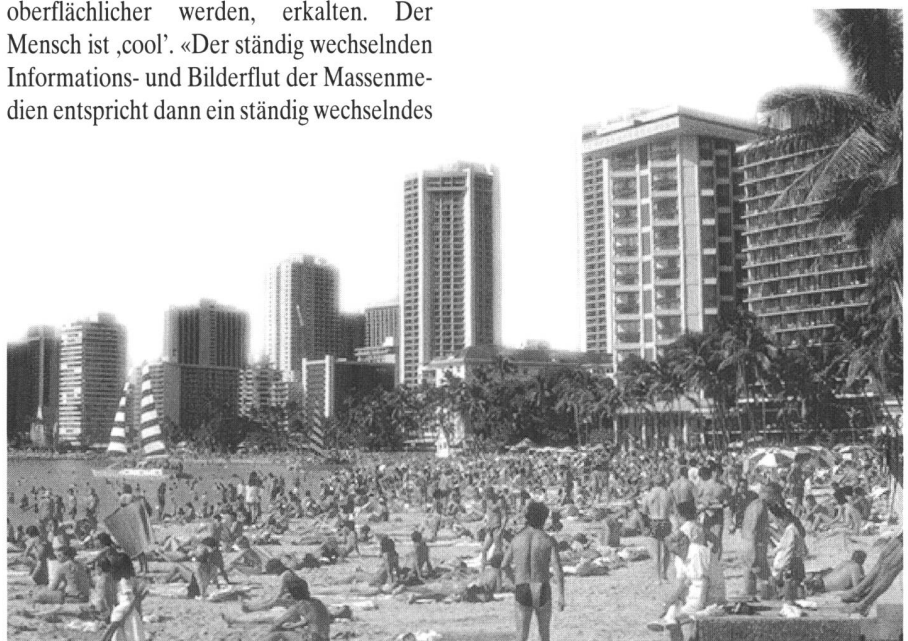 oberflächlicher werden, erkalten. Der
Mensch ist ‚cool’. «Der ständig wechselnden
Informations- und Bilderflut der Massenme-
dien entspricht dann ein ständig wechselndes